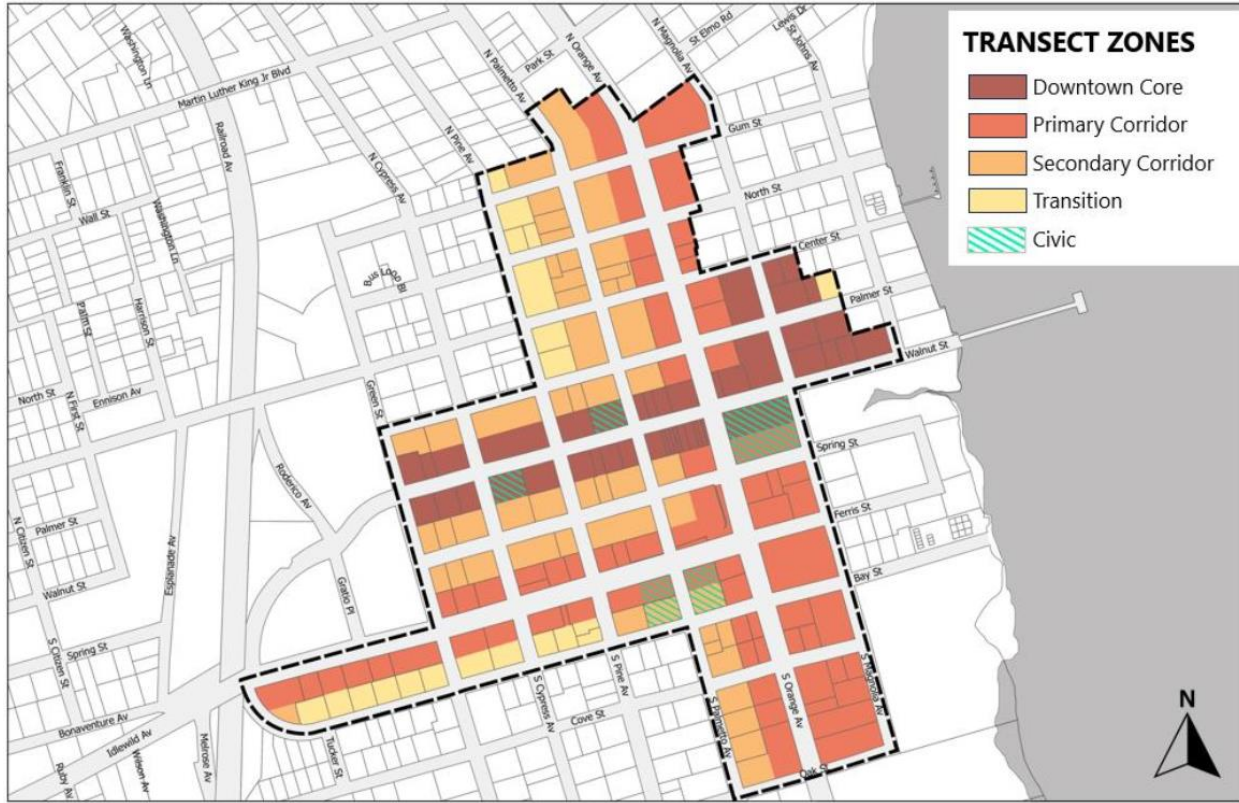 TRANSECT ZONES
Downtown Core
Primary Corridor
Secondary Corridor
Transition
Civic
N
Washington Ln
Martin Luther King Jr Blvd
Railroad Av
N Palmetto Av
Park St
N Orange Av
N Magnolia Av
St Elmo Rd
Lewis Dr
St Johns Av
Gum St
N Pine Av
N Cypress Av
Franklin St
Wall St
Washington Ln
North St
Center St
Bus Loop Bl
Palm St
Harrison St
Palmer St
Walnut St
North St
N First St
Ennison Av
Green St
Spring St
Roderico Av
Ferris St
N Citizen St
Palmer St
Esplanade Av
Bay St
Walnut St
Gratio Pl
S Citizen St
Spring St
S Magnolia Av
S Pine Av
S Cypress Av
S Orange Av
S Palmetto Av
Cove St
Bonaventure Av
Idlewild Av
Melrose Av
Tucker St
Wilson Av
Ruby Av
Oak St